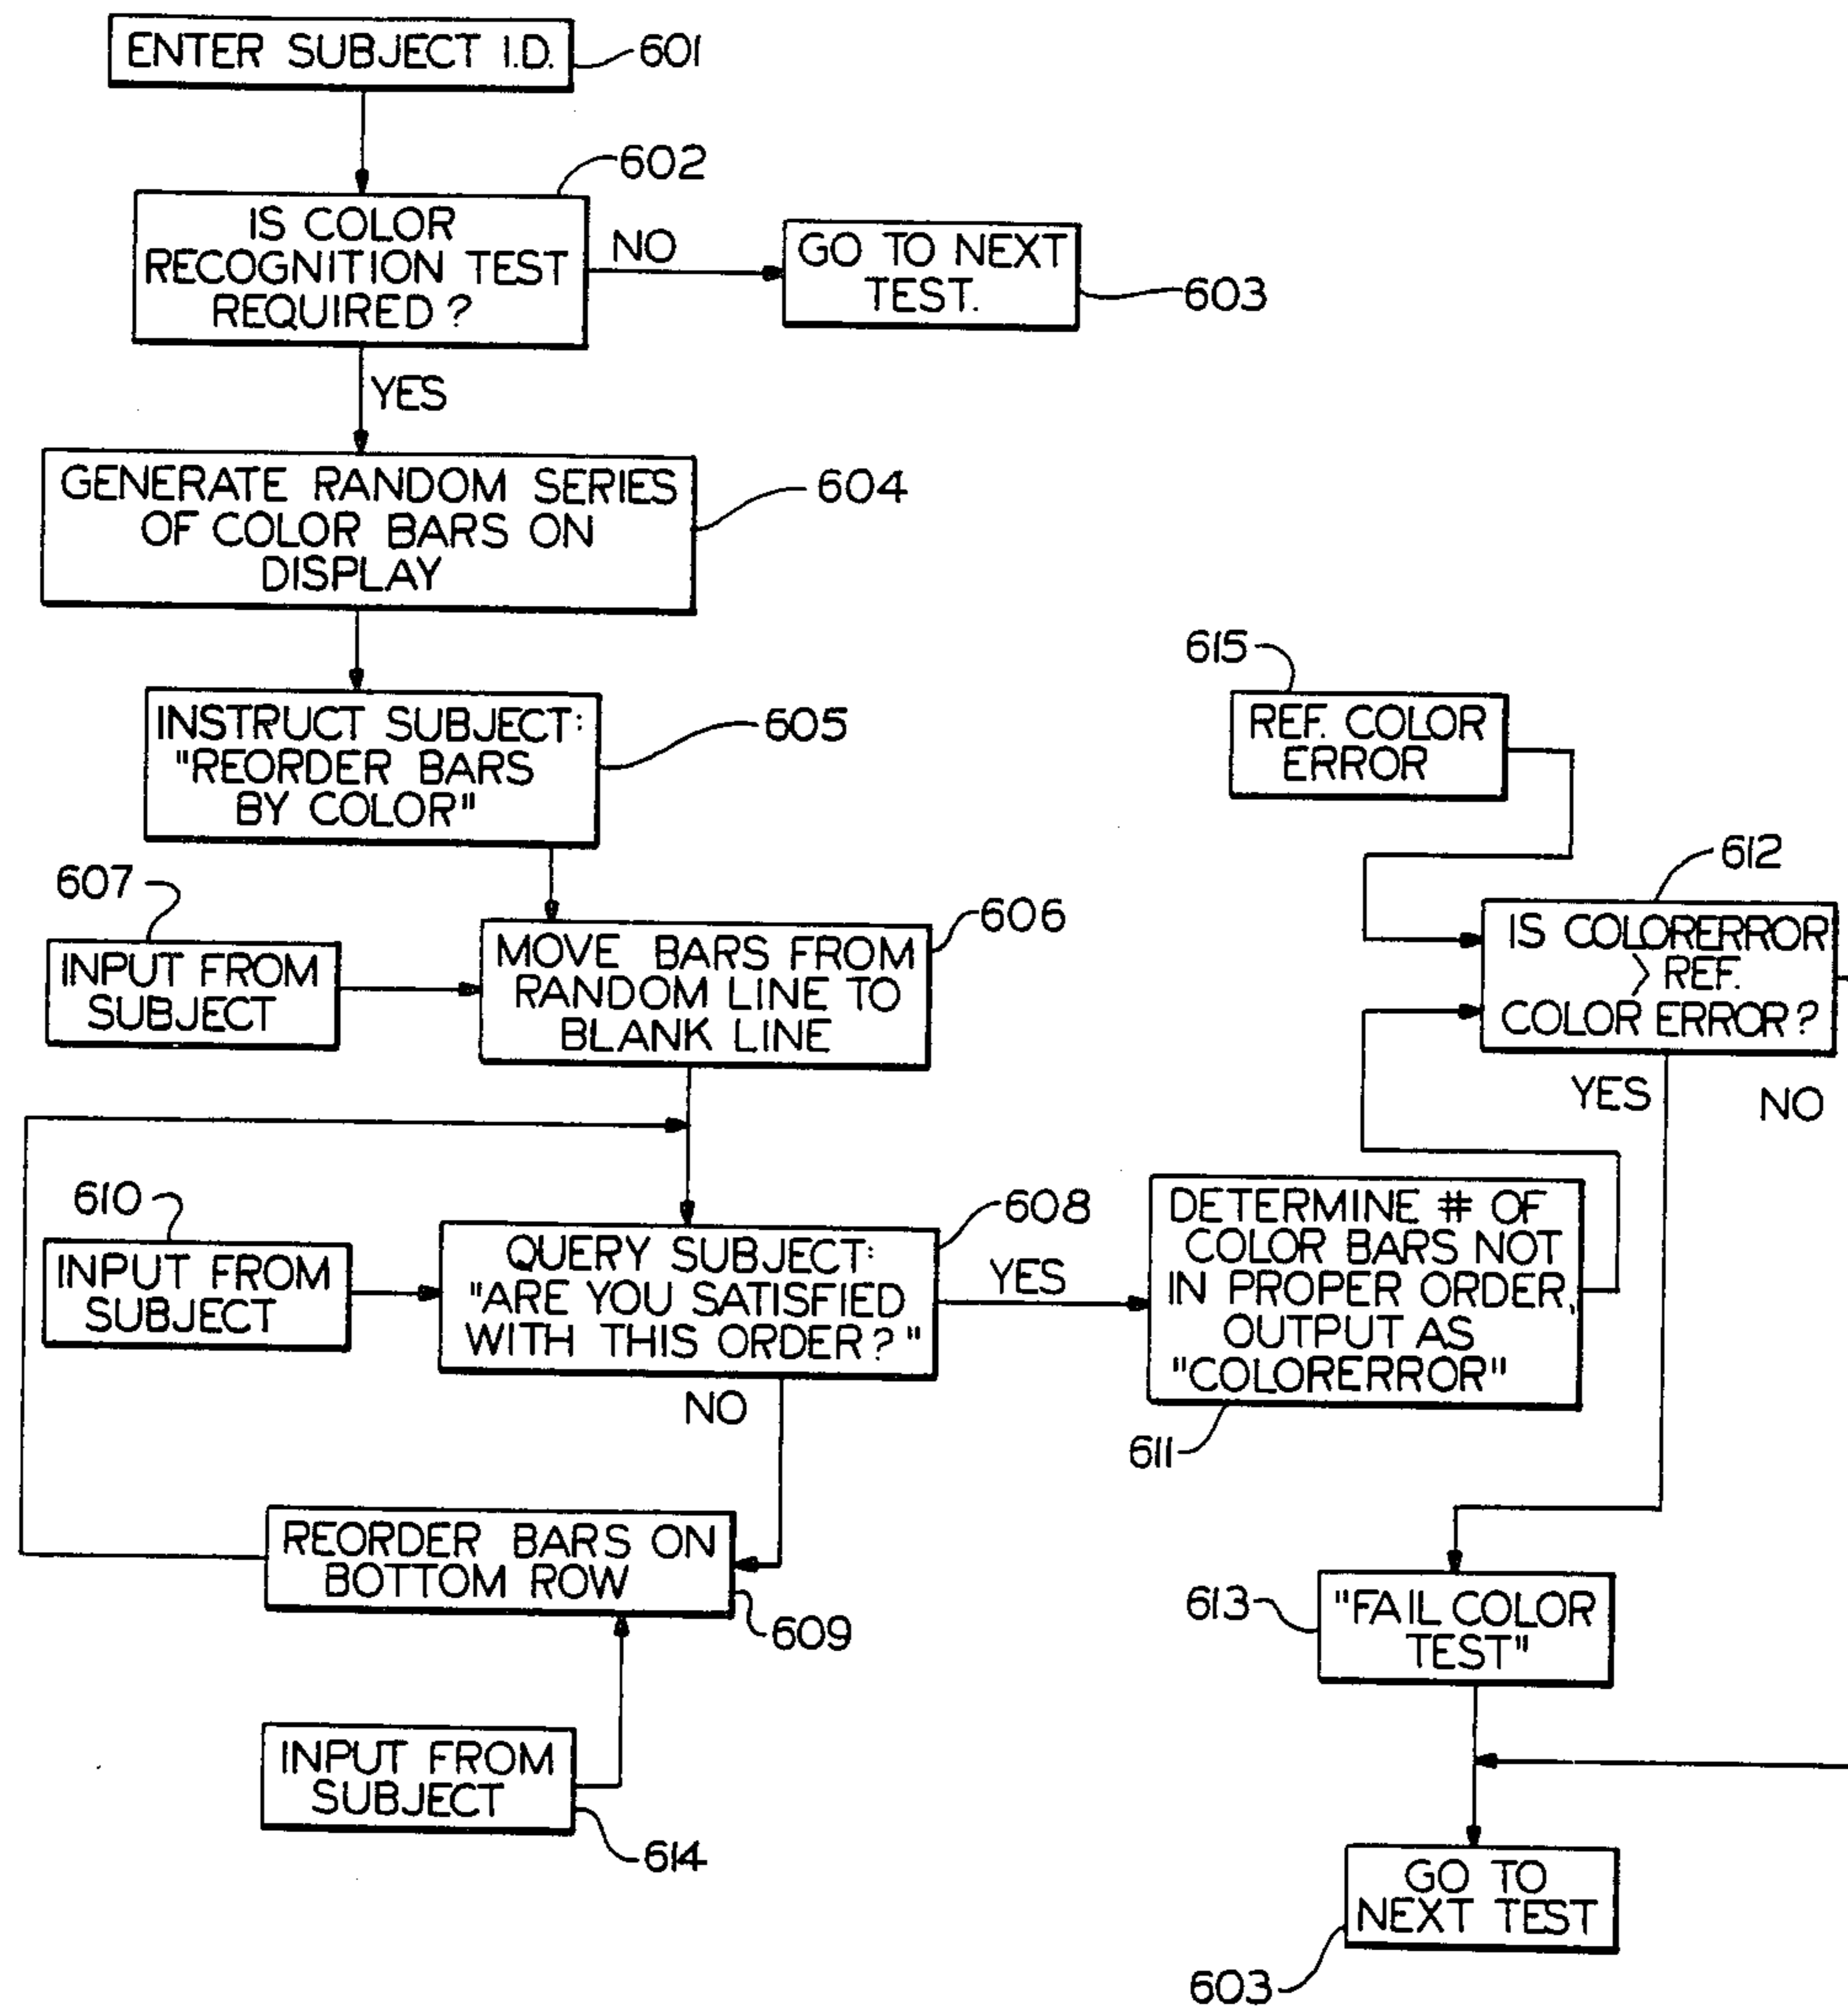 ENTER SUBJECT I.D.
601
602
IS COLOR
RECOGNITION TEST
REQUIRED?
NO
GO TO NEXT
TEST.
603
YES
GENERATE RANDOM SERIES
OF COLOR BARS ON
DISPLAY
604
INSTRUCT SUBJECT:
"REORDER BARS
BY COLOR"
605
607
INPUT FROM
SUBJECT
MOVE BARS FROM
RANDOM LINE TO
BLANK LINE
606
610
INPUT FROM
SUBJECT
QUERY SUBJECT:
"ARE YOU SATISFIED
WITH THIS ORDER?"
608
YES
NO
REORDER BARS ON
BOTTOM ROW
609
INPUT FROM
SUBJECT
614
615
REF. COLOR
ERROR
612
IS COLORERROR
> REF.
COLOR ERROR?
YES
NO
DETERMINE # OF
COLOR BARS NOT
IN PROPER ORDER,
OUTPUT AS
"COLORERROR"
611
613
"FAIL COLOR
TEST"
GO TO
NEXT TEST
603